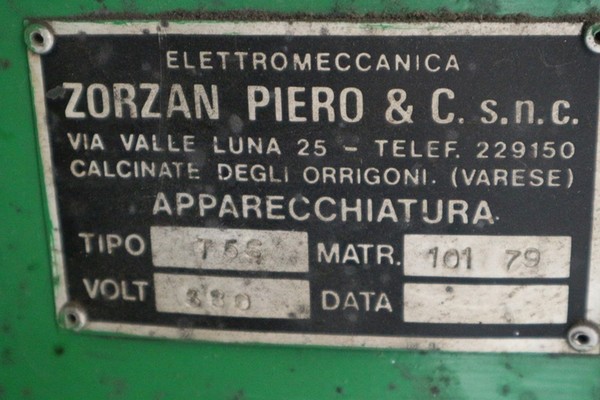 ELETTROMECCANICA
ZORZAN PIERO & C. s.n.c.
VIA VALLE LUNA 25 - TELEF. 229150
CALCINATE DEGLI ORRIGONI. (VARESE)
APPARECCHIATURA
TIPO MATR. 101 79
VOLT 380 DATA